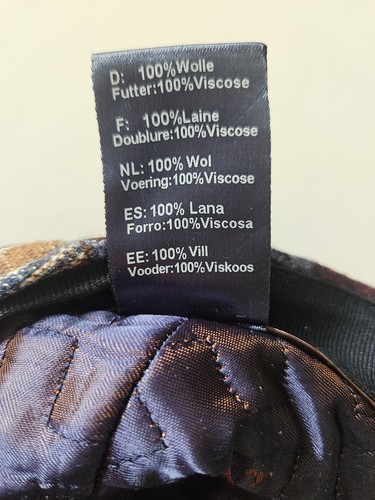 D: 100%Wolle
Futter:100%Viscose
F: 100%Laine
Doublure:100%Viscose
NL: 100% Wol
Voering:100%Viscose
ES: 100% Lana
Forro:100%Viscosa
EE: 100% Vill
Vooder:100%Viskoos